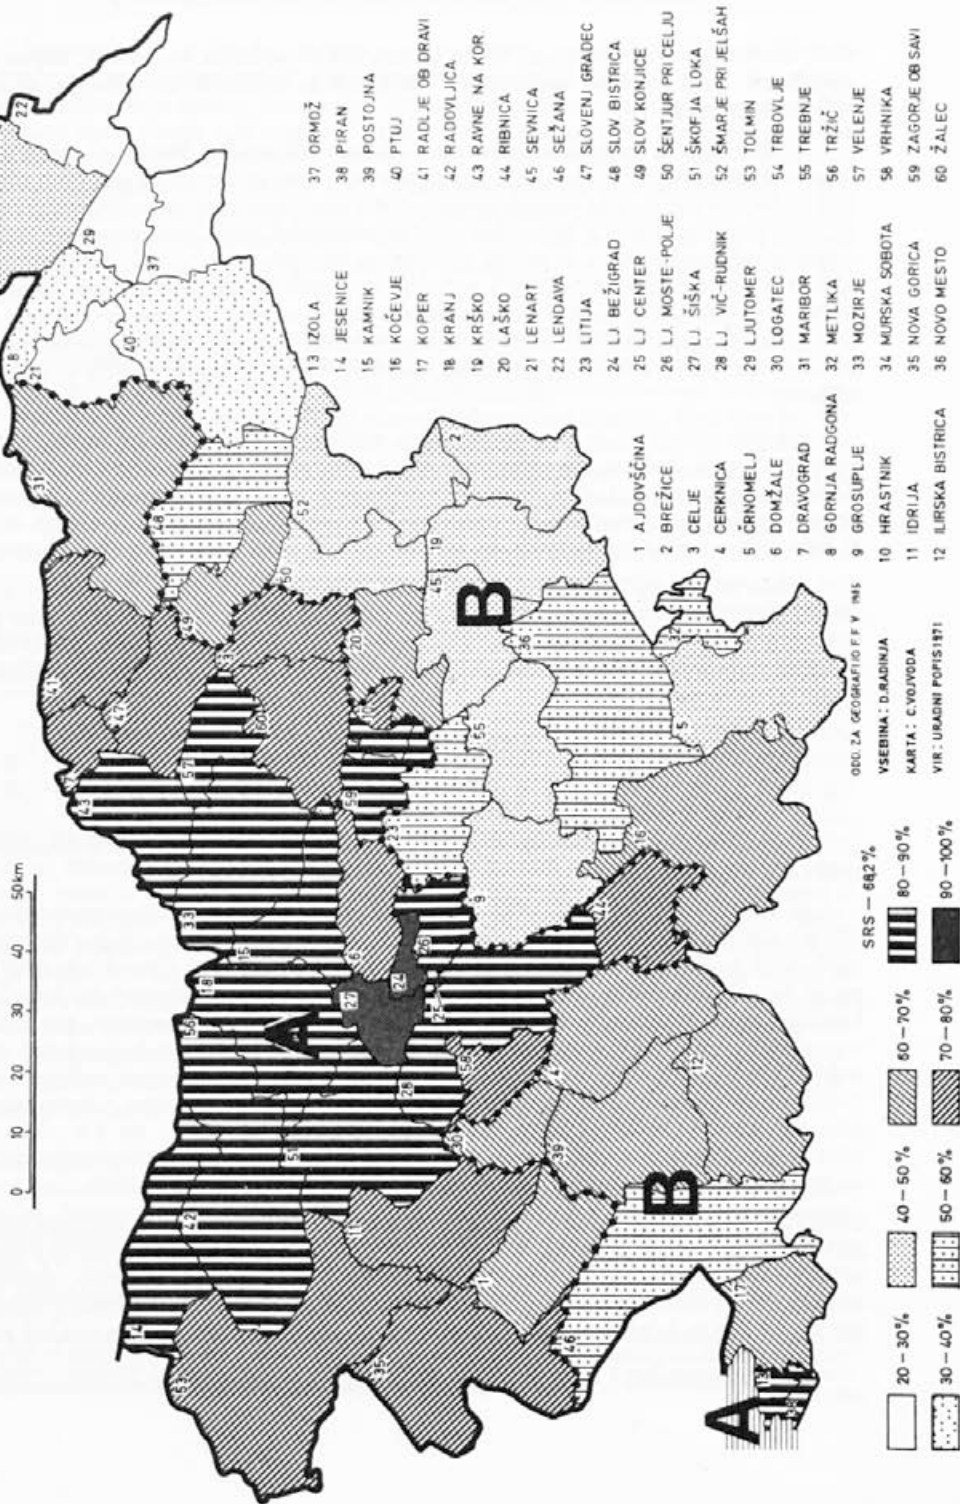 0 10 20 30 40 50 km
A
A
B
B
1 AJDOVŠČINA
2 BREŽICE
3 CELJE
4 CERKNICA
5 ČRNOMELJ
6 DOMŽALE
7 DRAVOGRAD
8 GORNJA RADGONA
9 GROSUPLJE
10 HRASTNIK
11 IDRIJA
12 ILIRSKA BISTRICA
13 IZOLA
14 JESENICE
15 KAMNIK
16 KOČEVJE
17 KOPER
18 KRANJ
19 KRŠKO
20 LAŠKO
21 LENART
22 LENDAVA
23 LITIJA
24 LJ BEŽIGRAD
25 LJ CENTER
26 LJ. MOSTE-POLJE
27 LJ. ŠIŠKA
28 LJ. VIČ-RUDNIK
29 LJUTOMER
30 LOGATEC
31 MARIBOR
32 METLIKA
33 MOZIRJE
34 MURSKA SOBOTA
35 NOVA GORICA
36 NOVO MESTO
37 ORMOŽ
38 PIRAN
39 POSTOJNA
40 PTUJ
41 RADLJE OB DRAVI
42 RADOVLJICA
43 RAVNE NA KOR.
44 RIBNICA
45 SEVNICA
46 SEŽANA
47 SLOVENJ GRADEC
48 SLOV. BISTRICA
49 SLOV KONJICE
50 ŠENTJUR PRI CELJU
51 ŠKOFJA LOKA
52 ŠMARJE PRI JELŠAH
53 TOLMIN
54 TRBOVLJE
55 TREBNJE
56 TRŽIČ
57 VELENJE
58 VRHNIKA
59 ZAGORJE OB SAVI
60 ŽALEC
SRS — 68,2%
20 – 30%
30 – 40%
40 – 50%
50 – 60%
60 – 70%
70 – 80%
80 – 90%
90 – 100%
ODD. ZA GEOGRAFIJO F F V
VSEBINA: D.RADINJA
KARTA: C.VOJVODA
VIR: URADNI POPIS 1971